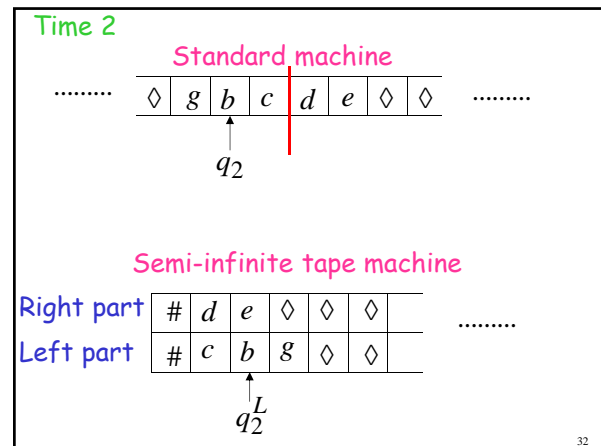 Time 2
Standard machine
......... ◊ g b c d e ◊ ◊ .........
q₂
Semi-infinite tape machine
Right part # d e ◊ ◊ ◊ .........
Left part # c b g ◊ ◊
q₂ᴸ
32